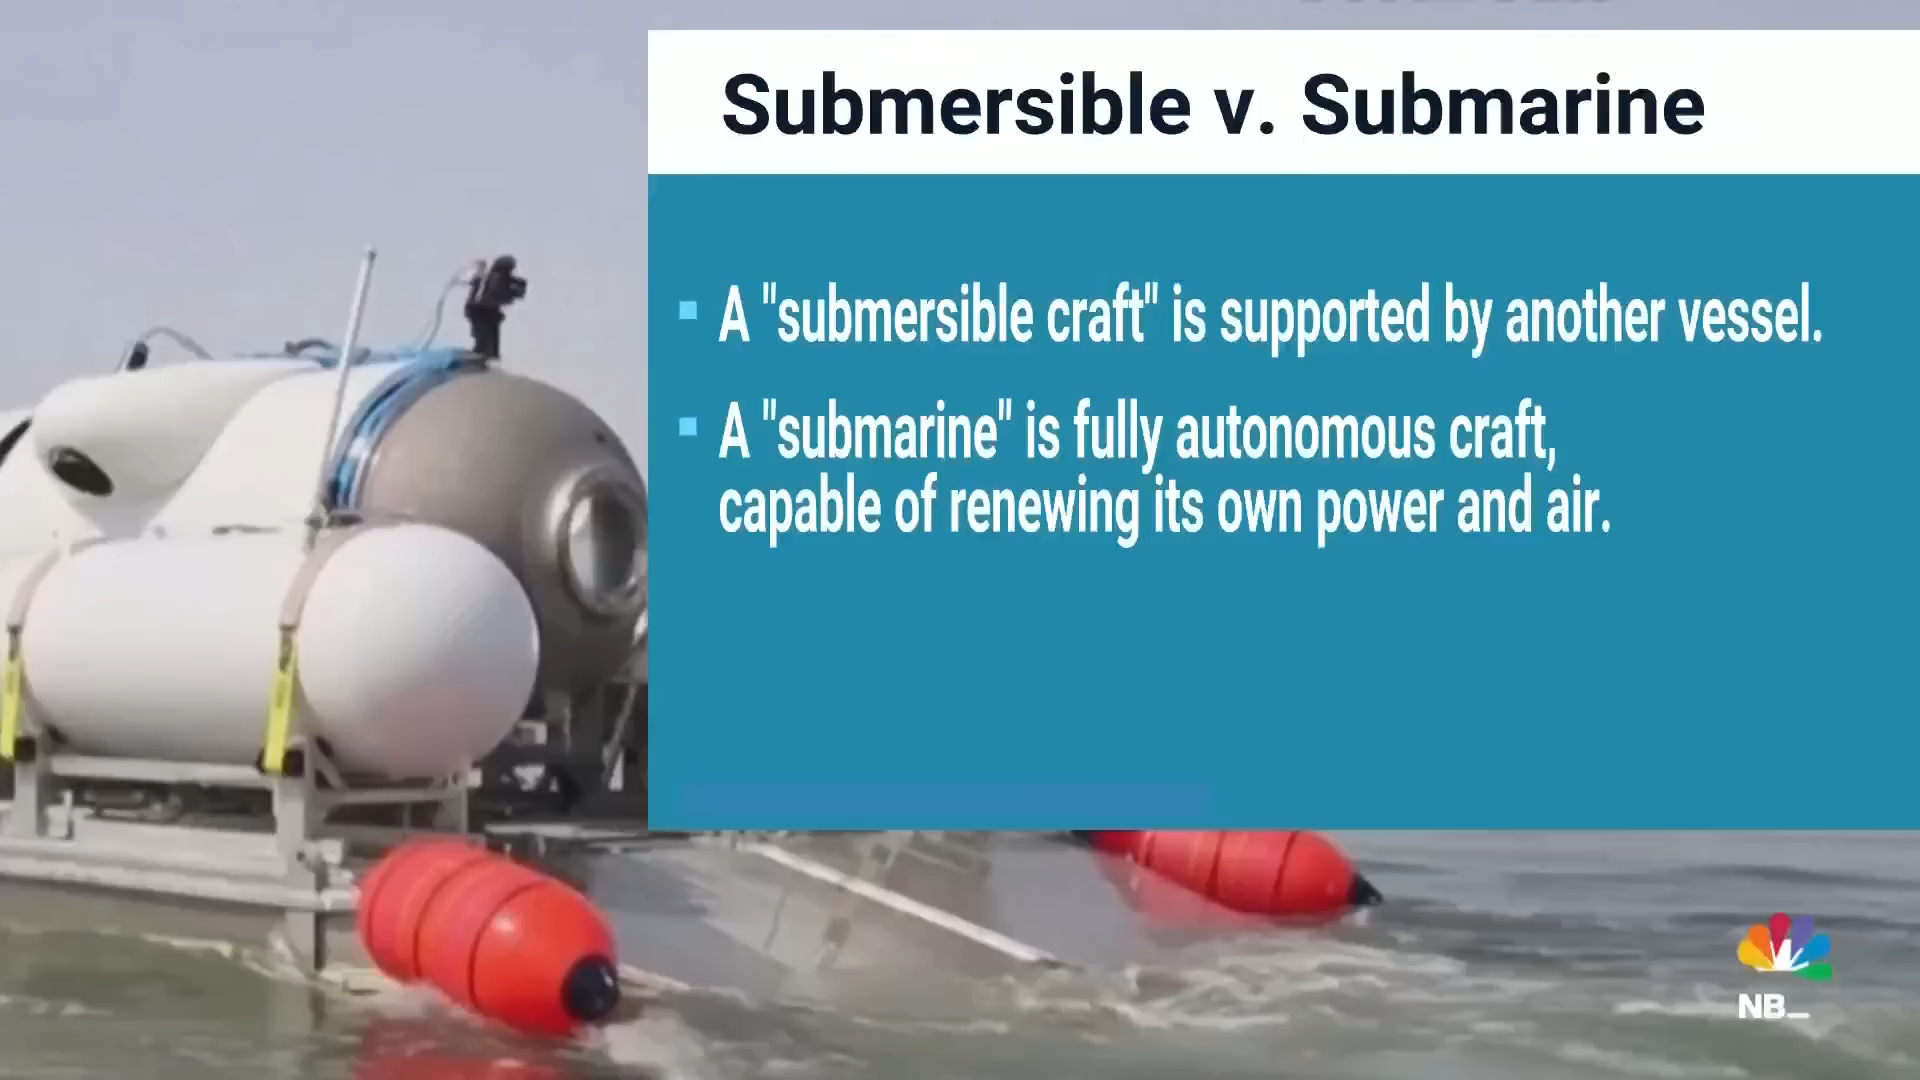 Submersible v. Submarine
A "submersible craft" is supported by another vessel.
A "submarine" is fully autonomous craft,
capable of renewing its own power and air.
NB_